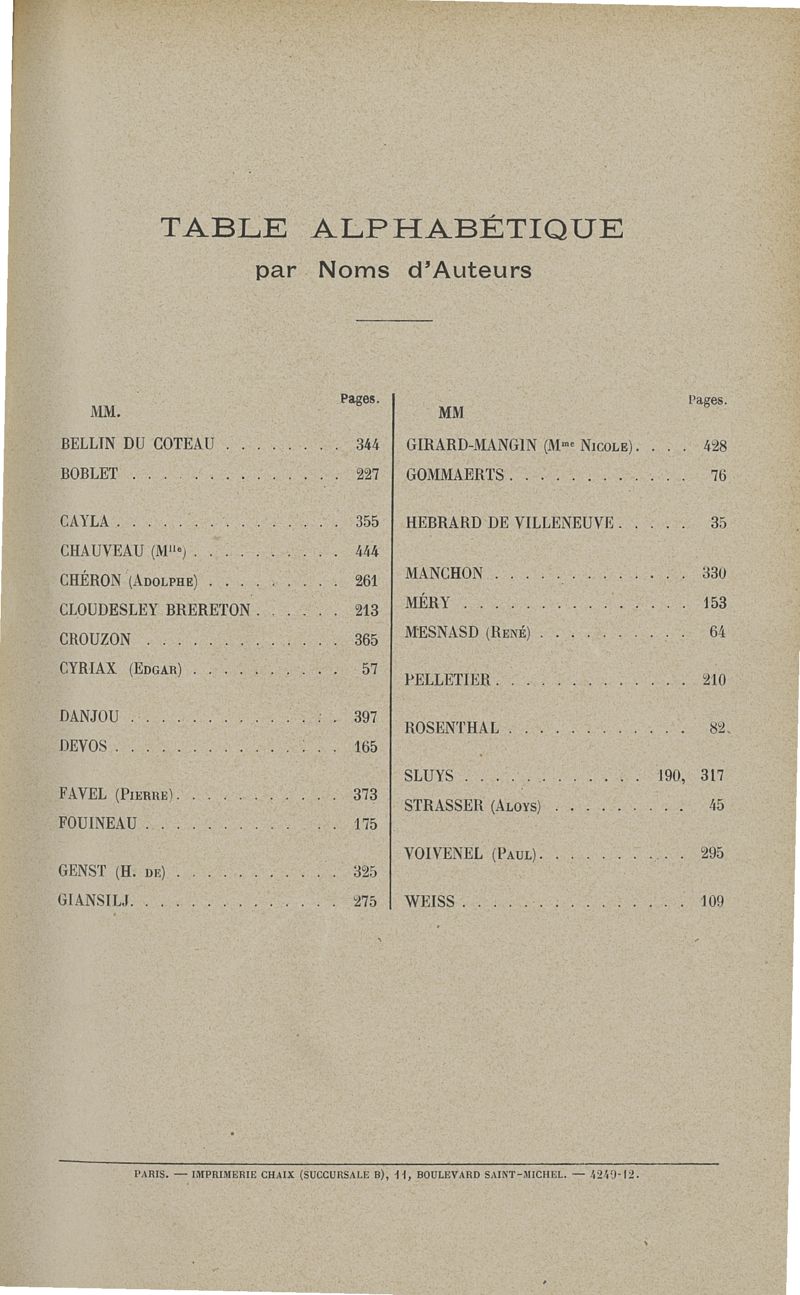 TABLE ALPHABÉTIQUE
par Noms d'Auteurs
Pages.
MM.
BELLIN DU COTEAU . . . . . . . . 344
BOBLET . . . . . . . . . . . . . . 227
CAYLA . . . . . . . . . . . . . . . 355
CHAUVEAU (Mlle) . . . . . . . . . . 444
CHÉRON (ADOLPHE) . . . . . . . . . 261
CLOUDESLEY BRERETON . . . . . . 213
CROUZON . . . . . . . . . . . . . 365
CYRIAX (EDGAR) . . . . . . . . . . 57
DANJOU . . . . . . . . . . . . . . 397
DEVOS . . . . . . . . . . . . . . . 165
FAVEL (PIERRE) . . . . . . . . . . . 373
FOUINEAU . . . . . . . . . . . . 175
GENST (H. DE) . . . . . . . . . . . 325
GIANSILJ. . . . . . . . . . . . . . 275
Pages.
MM
GIRARD-MANGIN (Mme NICOLE). . . . 428
GOMMAERTS . . . . . . . . . . . . 76
HEBRARD DE VILLENEUVE . . . . . 35
MANCHON . . . . . . . . . . . . . 330
MÉRY . . . . . . . . . . . . . . . 153
MESNASD (RENÉ) . . . . . . . . . . 64
PELLETIER . . . . . . . . . . . . . 210
ROSENTHAL . . . . . . . . . . . . 82
SLUYS . . . . . . . . . . . . 190, 317
STRASSER (ALOYS) . . . . . . . . . 45
VOIVENEL (PAUL). . . . . . . . . . 295
WEISS . . . . . . . . . . . . . . . 109
PARIS. — IMPRIMERIE CHAIX (SUCCURSALE B), 11, BOULEVARD SAINT-MICHEL. — 4249-12.